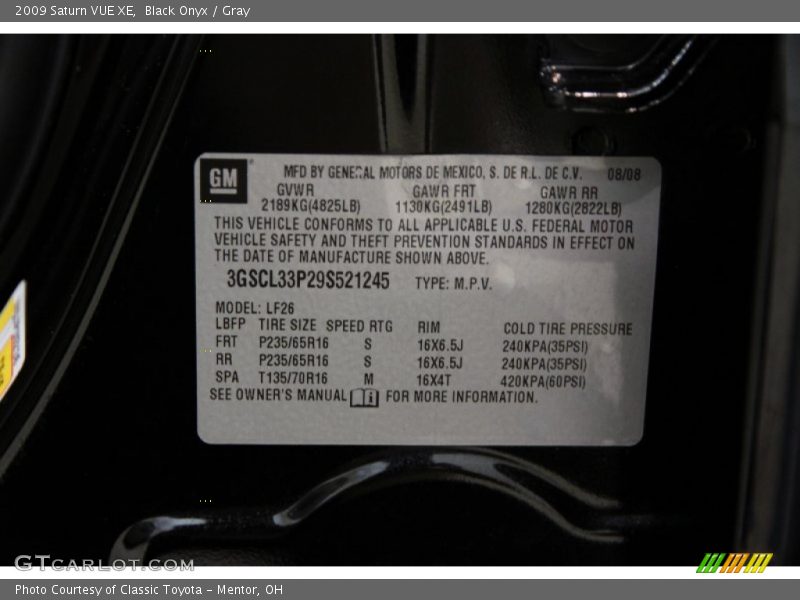 2009 Saturn VUE XE, Black Onyx / Gray
GM
MFD BY GENERAL MOTORS DE MEXICO, S. DE R.L. DE C.V. 08/08
GVWR GAWR FRT GAWR RR
2189KG(4825LB) 1130KG(2491LB) 1280KG(2822LB)
THIS VEHICLE CONFORMS TO ALL APPLICABLE U.S. FEDERAL MOTOR
VEHICLE SAFETY AND THEFT PREVENTION STANDARDS IN EFFECT ON
THE DATE OF MANUFACTURE SHOWN ABOVE.
3GSCL33P29S521245 TYPE: M.P.V.
MODEL: LF26
LBFP TIRE SIZE SPEED RTG RIM COLD TIRE PRESSURE
FRT P235/65R16 S 16X6.5J 240KPA(35PSI)
RR P235/65R16 S 16X6.5J 240KPA(35PSI)
SPA T135/70R16 M 16X4T 420KPA(60PSI)
SEE OWNER'S MANUAL i FOR MORE INFORMATION.
GTCARLOT.COM
Photo Courtesy of Classic Toyota - Mentor, OH